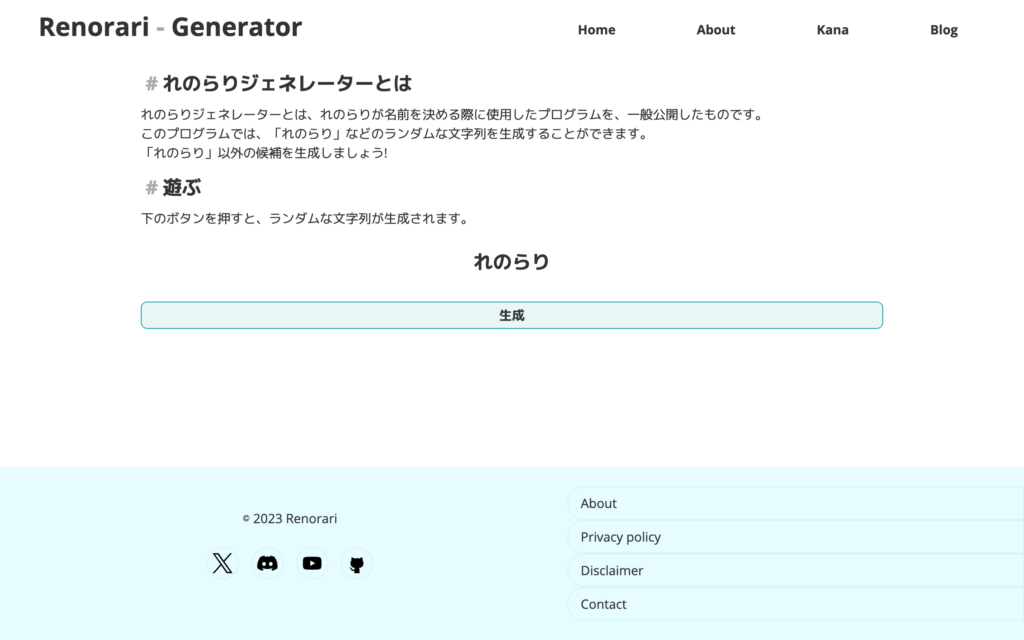 Renorari - Generator
Home
About
Kana
Blog
# れのらりジェネレーターとは
れのらりジェネレーターとは、れのらりが名前を決める際に使用したプログラムを、一般公開したものです。
このプログラムでは、「れのらり」などのランダムな文字列を生成することができます。
「れのらり」以外の候補を生成しましょう!
# 遊ぶ
下のボタンを押すと、ランダムな文字列が生成されます。
れのらり
生成
© 2023 Renorari
About
Privacy policy
Disclaimer
Contact